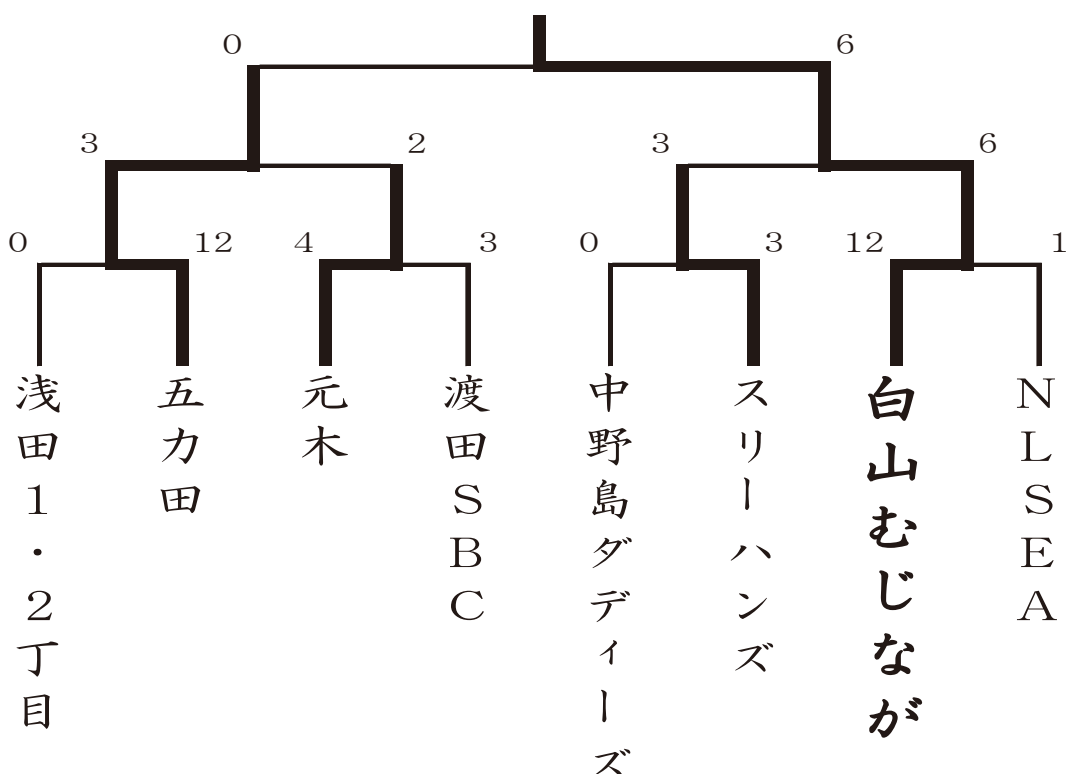 0 6
3 2 3 6
0 12 4 3 0 3 12 1
浅田1・2丁目
五力田
元木
渡田SBC
中野島ダディーズ
スリーハンズ
白山むじなが
NLSEA